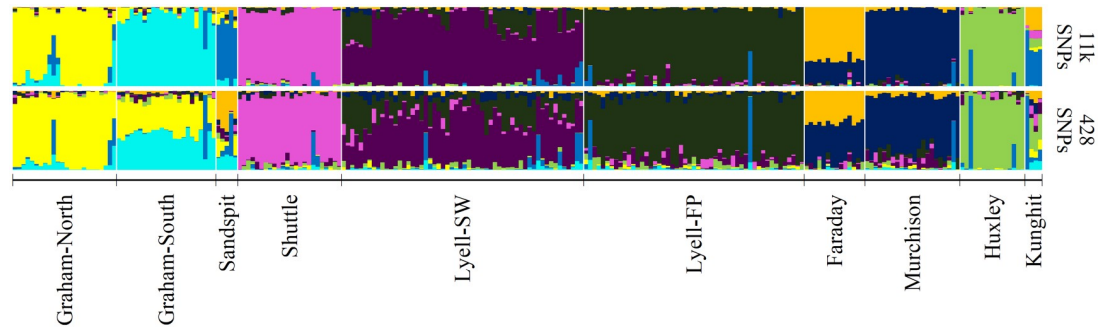 11k
SNPs
428
SNPs
Graham-North
Graham-South
Sandspit
Shuttle
Lyell-SW
Lyell-FP
Faraday
Murchison
Huxley
Kunghit